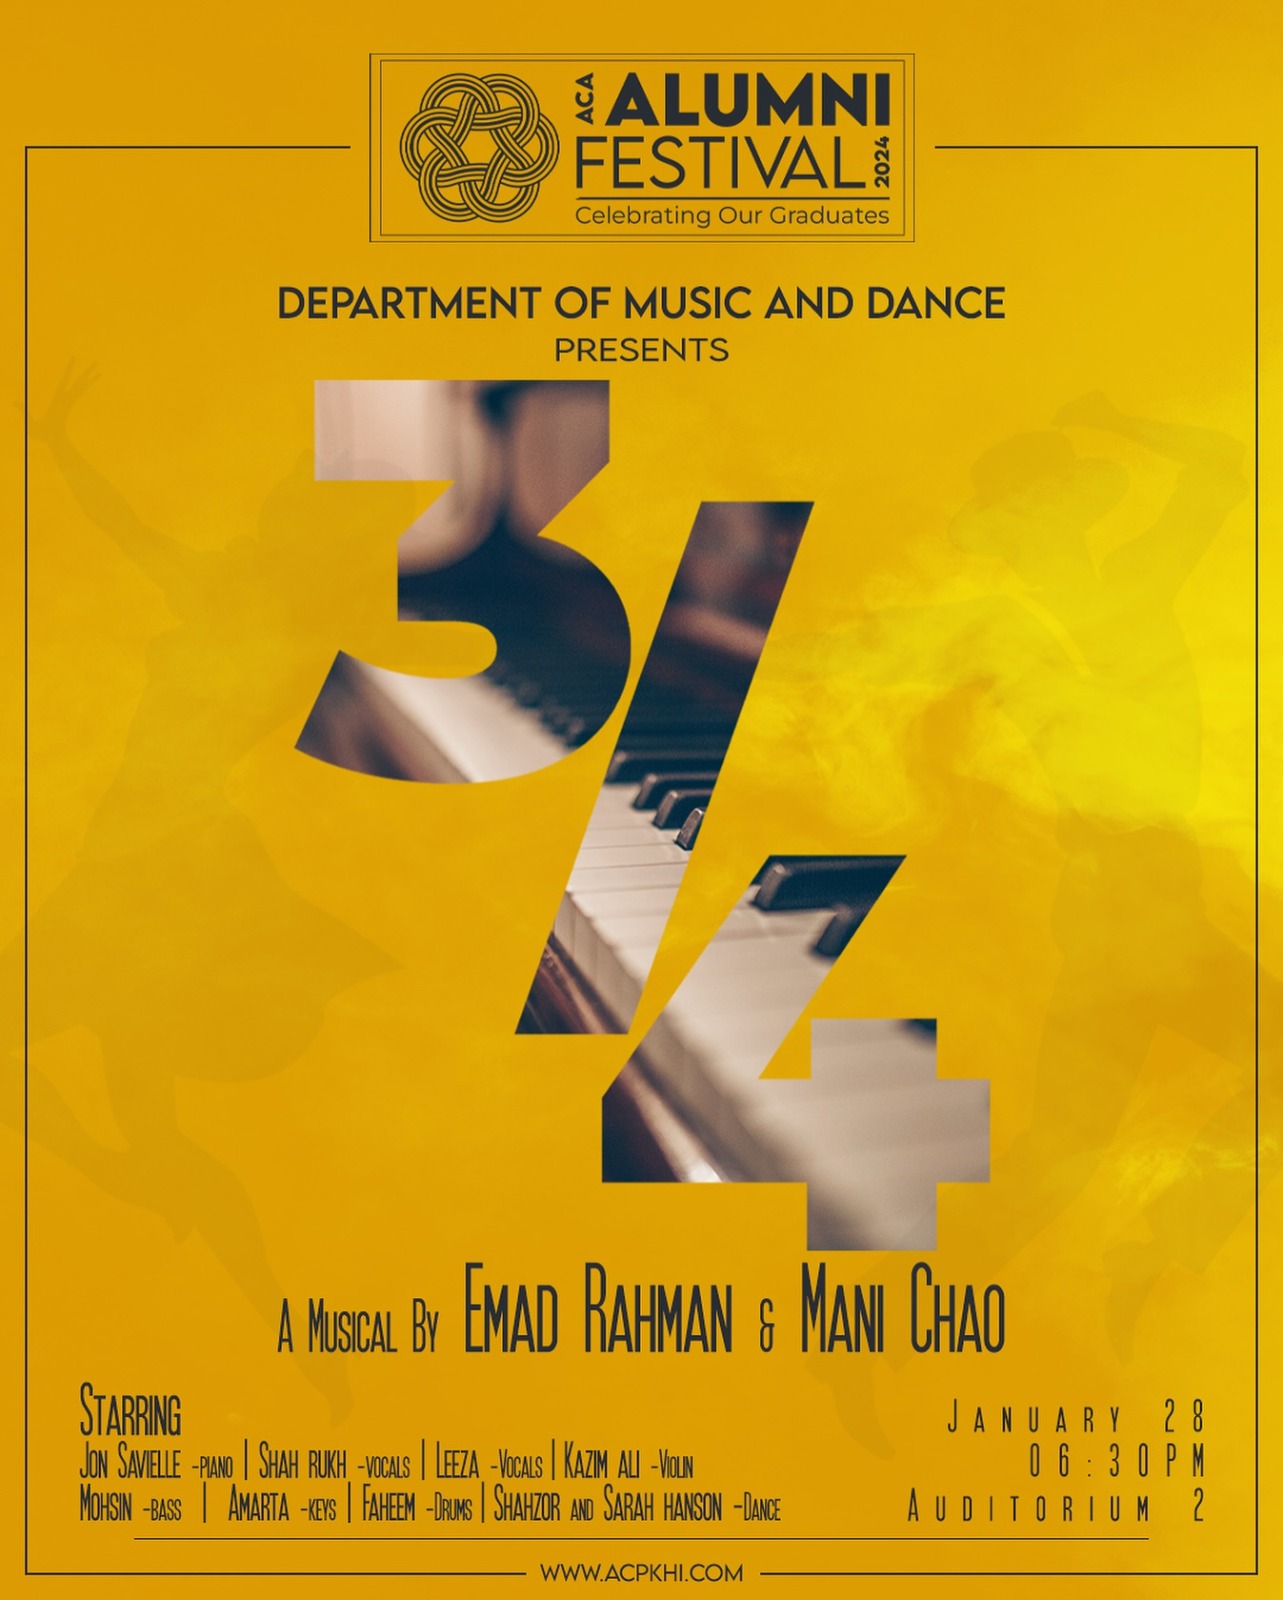 ACA ALUMNI
FESTIVAL 2024
Celebrating Our Graduates
DEPARTMENT OF MUSIC AND DANCE
PRESENTS
3/4
A Musical By Emad Rahman & Mani Chao
Starring
Jon Savielle -piano | Shah rukh -vocals | Leeza -Vocals | Kazim ali -Violin
Mohsin -bass | Amarta -keys | Faheem -Drums | Shahzor and Sarah hanson -Dance
January 28
06:30PM
Auditorium 2
WWW.ACPKHI.COM